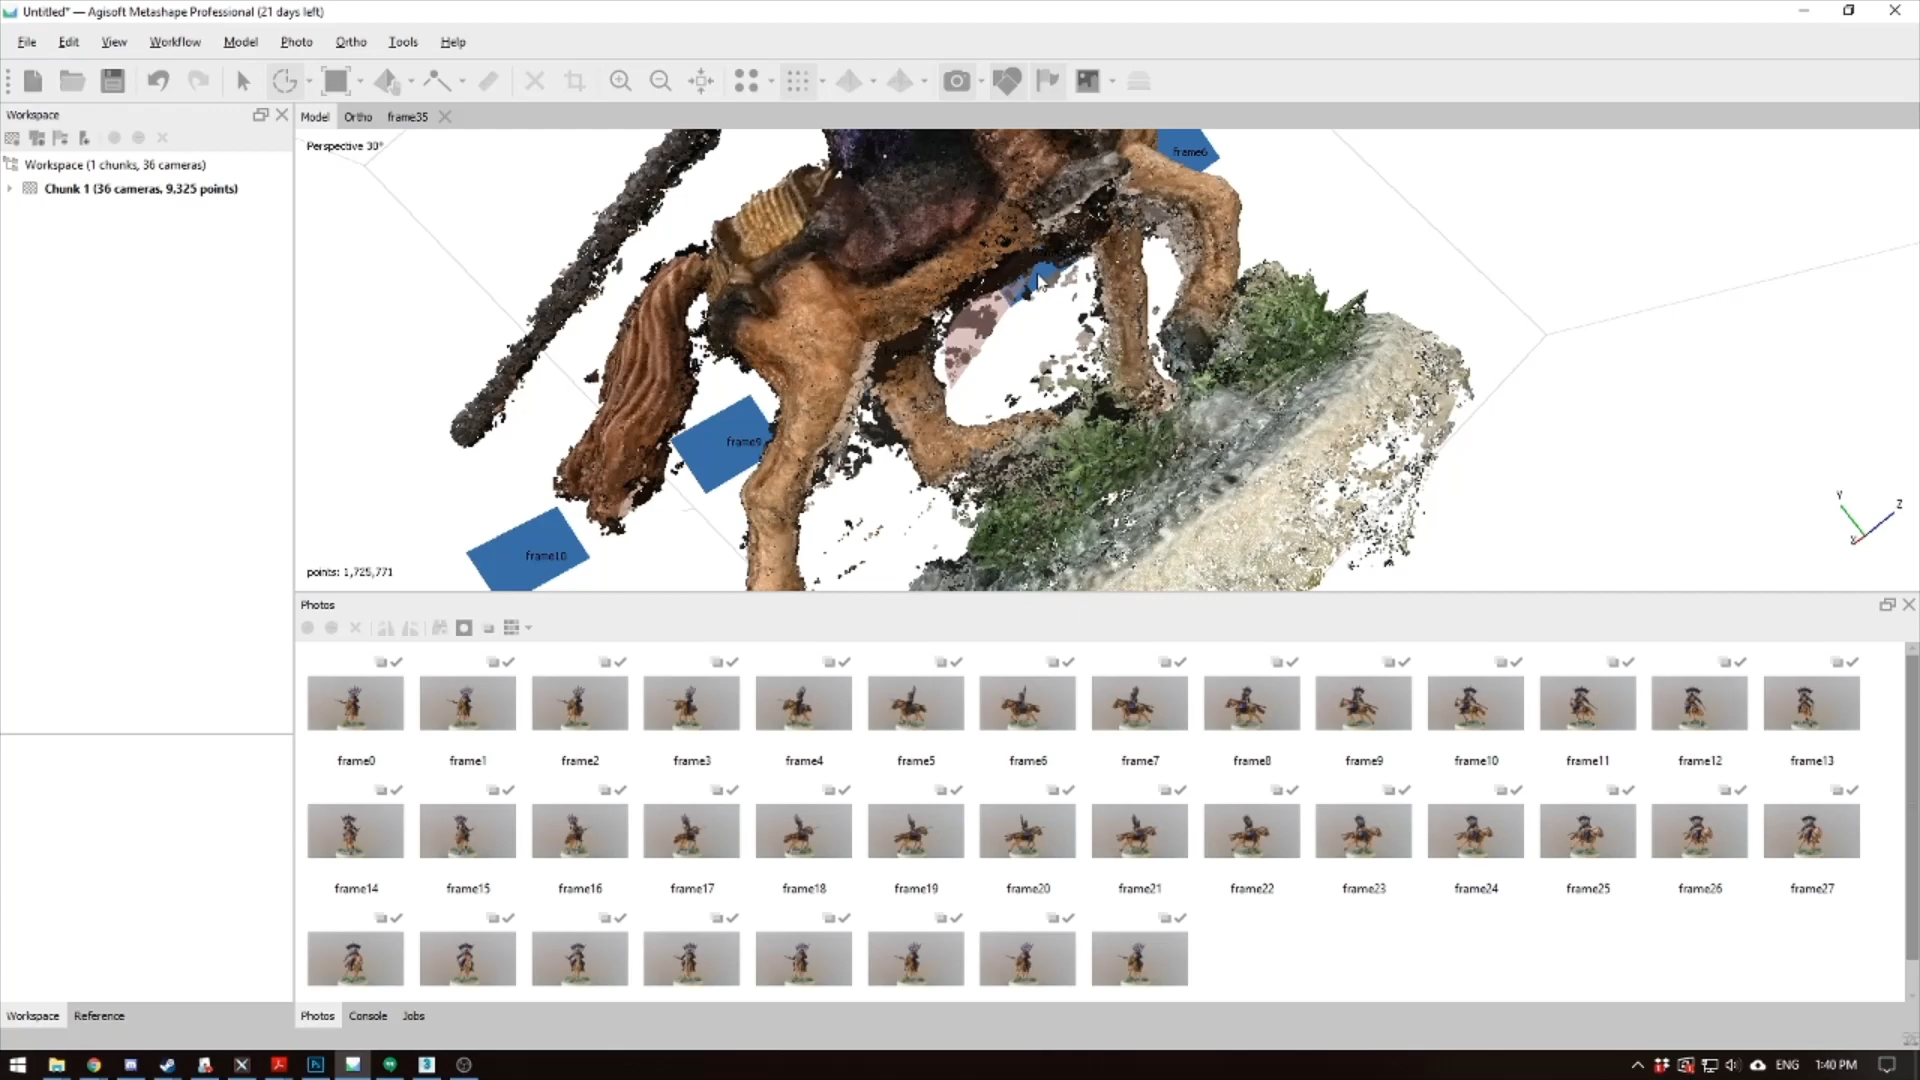 Untitled* — Agisoft Metashape Professional (21 days left)
File Edit View Workflow Model Photo Ortho Tools Help
Workspace
Workspace (1 chunks, 36 cameras)
Chunk 1 (36 cameras, 9,325 points)
Model Ortho frame35
Perspective 30°
frame6
frame9
frame10
Y
Z
X
points: 1,725,771
Photos
frame0 frame1 frame2 frame3 frame4 frame5 frame6 frame7 frame8 frame9 frame10 frame11 frame12 frame13
frame14 frame15 frame16 frame17 frame18 frame19 frame20 frame21 frame22 frame23 frame24 frame25 frame26 frame27
Workspace Reference
Photos Console Jobs
Ps
3
ENG 1:40 PM